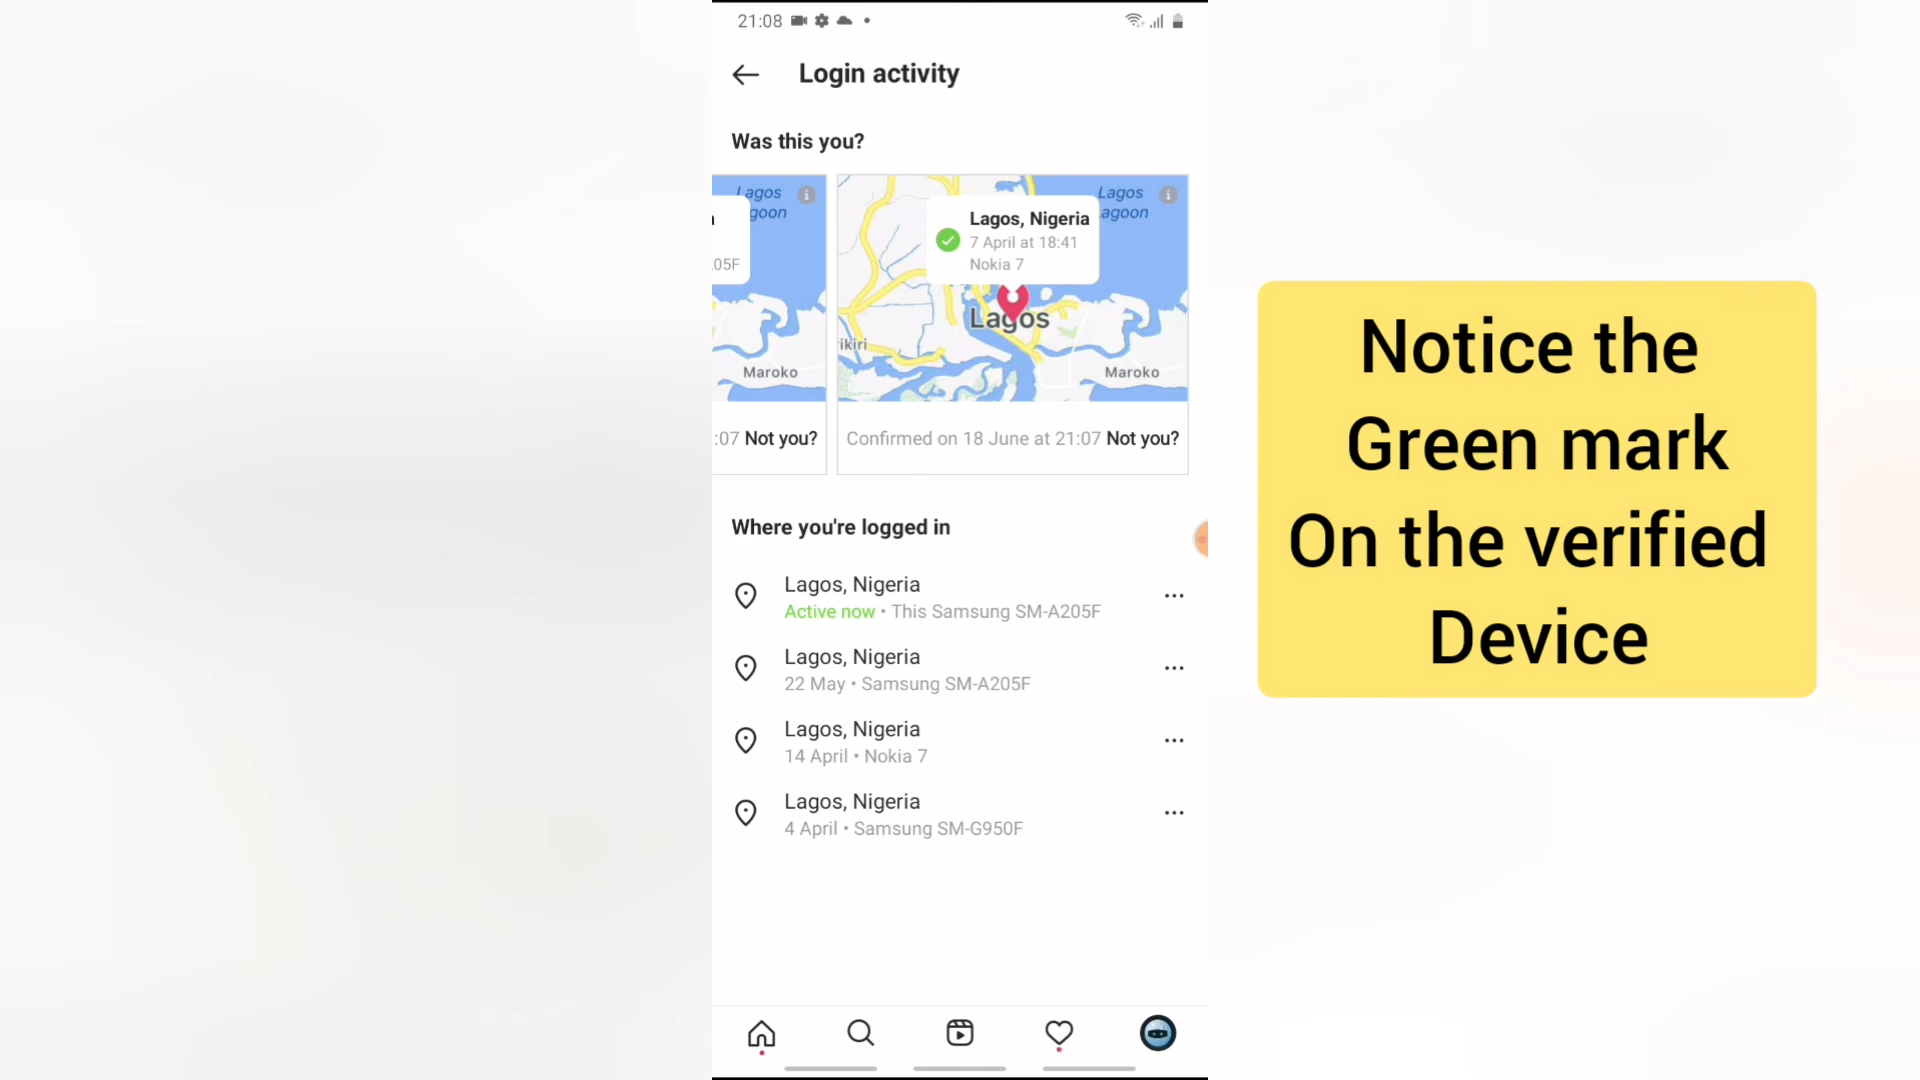 21:08
Login activity
Was this you?
Lagos
goon
05F
Maroko
:07 Not you?
Lagos
agoon
Lagos, Nigeria
7 April at 18:41
Nokia 7
Lagos
ikiri
Maroko
Confirmed on 18 June at 21:07 Not you?
Where you're logged in
Lagos, Nigeria
Active now • This Samsung SM-A205F
Lagos, Nigeria
22 May • Samsung SM-A205F
Lagos, Nigeria
14 April • Nokia 7
Lagos, Nigeria
4 April • Samsung SM-G950F
Notice the
Green mark
On the verified
Device